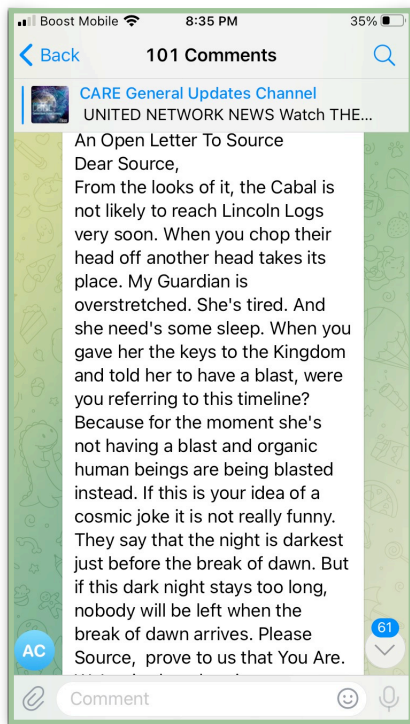 Boost Mobile 8:35 PM 35%
Back 101 Comments
CARE General Updates Channel
UNITED NETWORK NEWS Watch THE...
An Open Letter To Source
Dear Source,
From the looks of it, the Cabal is
not likely to reach Lincoln Logs
very soon. When you chop their
head off another head takes its
place. My Guardian is
overstretched. She's tired. And
she need's some sleep. When you
gave her the keys to the Kingdom
and told her to have a blast, were
you referring to this timeline?
Because for the moment she's
not having a blast and organic
human beings are being blasted
instead. If this is your idea of a
cosmic joke it is not really funny.
They say that the night is darkest
just before the break of dawn. But
if this dark night stays too long,
nobody will be left when the
break of dawn arrives. Please
Source,  prove to us that You Are.
61
AC
Comment